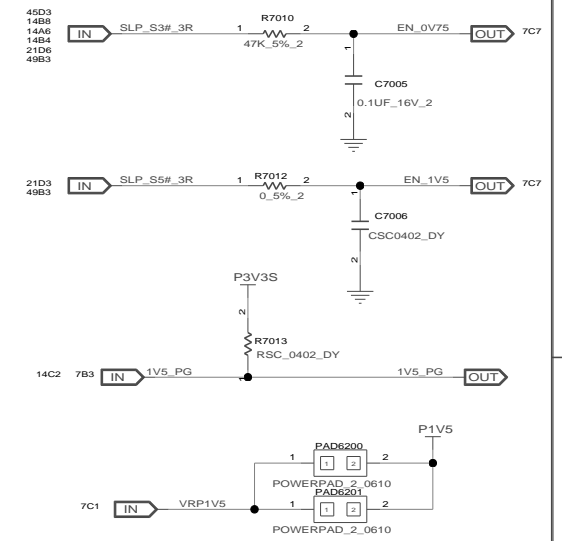 45D3
14B8
14A6
14B4
21D6
49B3
IN SLP_S3#_3R 1 R7010 2 EN_0V75 OUT 7C7
47K_5%_2
1
C7005
0.1UF_16V_2
2
21D3
49B3
IN SLP_S5#_3R 1 R7012 2 EN_1V5 OUT 7C7
0_5%_2
1
C7006
CSC0402_DY
2
P3V3S
2
R7013
RSC_0402_DY
1
14C2 7B3 IN 1V5_PG 1V5_PG OUT
P1V5
PAD6200
1 1 2 2
POWERPAD_2_0610
PAD6201
7C1 IN VRP1V5 1 1 2 2
POWERPAD_2_0610